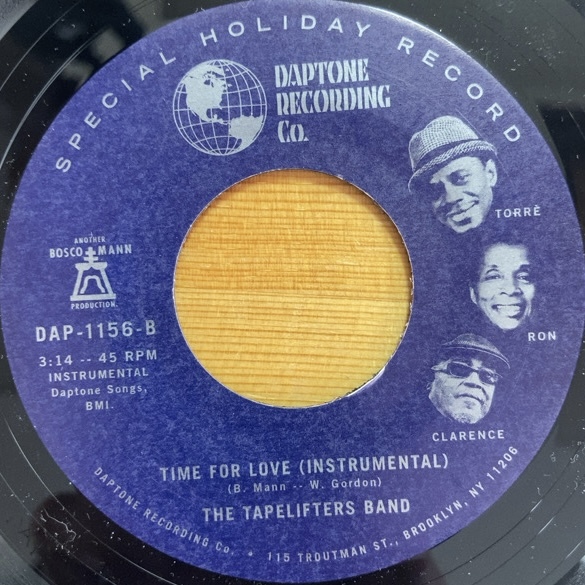 SPECIAL HOLIDAY RECORD
DAPTONE
RECORDING
Co.
TORRÈ
RON
CLARENCE
ANOTHER
BOSCO MANN
PRODUCTION.
DAP-1156-B
3:14 -- 45 RPM
INSTRUMENTAL
Daptone Songs,
BMI.
TIME FOR LOVE (INSTRUMENTAL)
(B. Mann -- W. Gordon)
THE TAPELIFTERS BAND
DAPTONE RECORDING Co. • 115 TROUTMAN ST., BROOKLYN, NY 11206